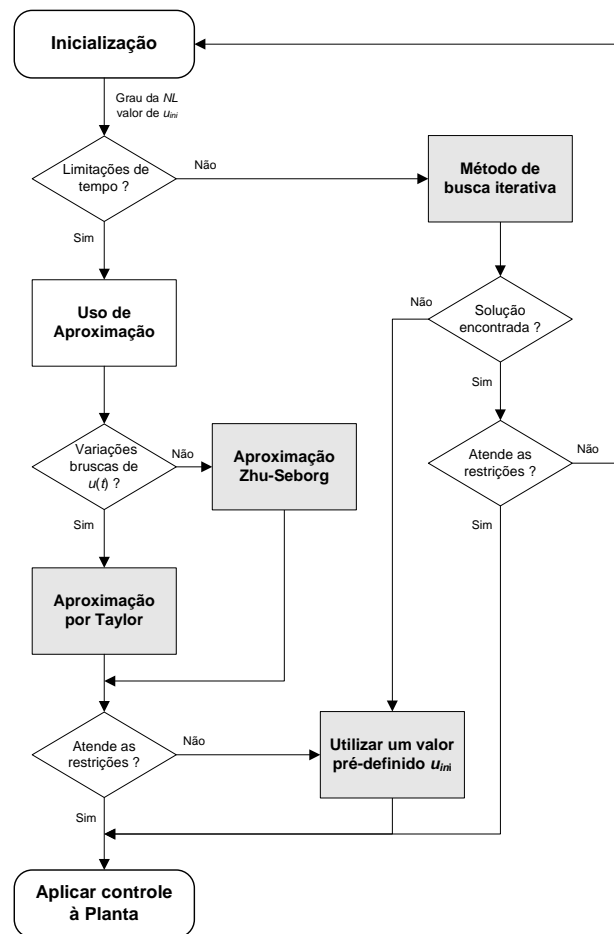 Inicialização
Grau da NL
valor de uini
Limitações de
tempo ?
Não
Método de
busca iterativa
Sim
Uso de
Aproximação
Não
Solução
encontrada ?
Sim
Variações
bruscas de
u(t) ?
Não
Aproximação
Zhu-Seborg
Atende as
restrições ?
Não
Sim
Sim
Aproximação
por Taylor
Atende as
restrições ?
Não
Utilizar um valor
pré-definido uini
Sim
Aplicar controle
à Planta